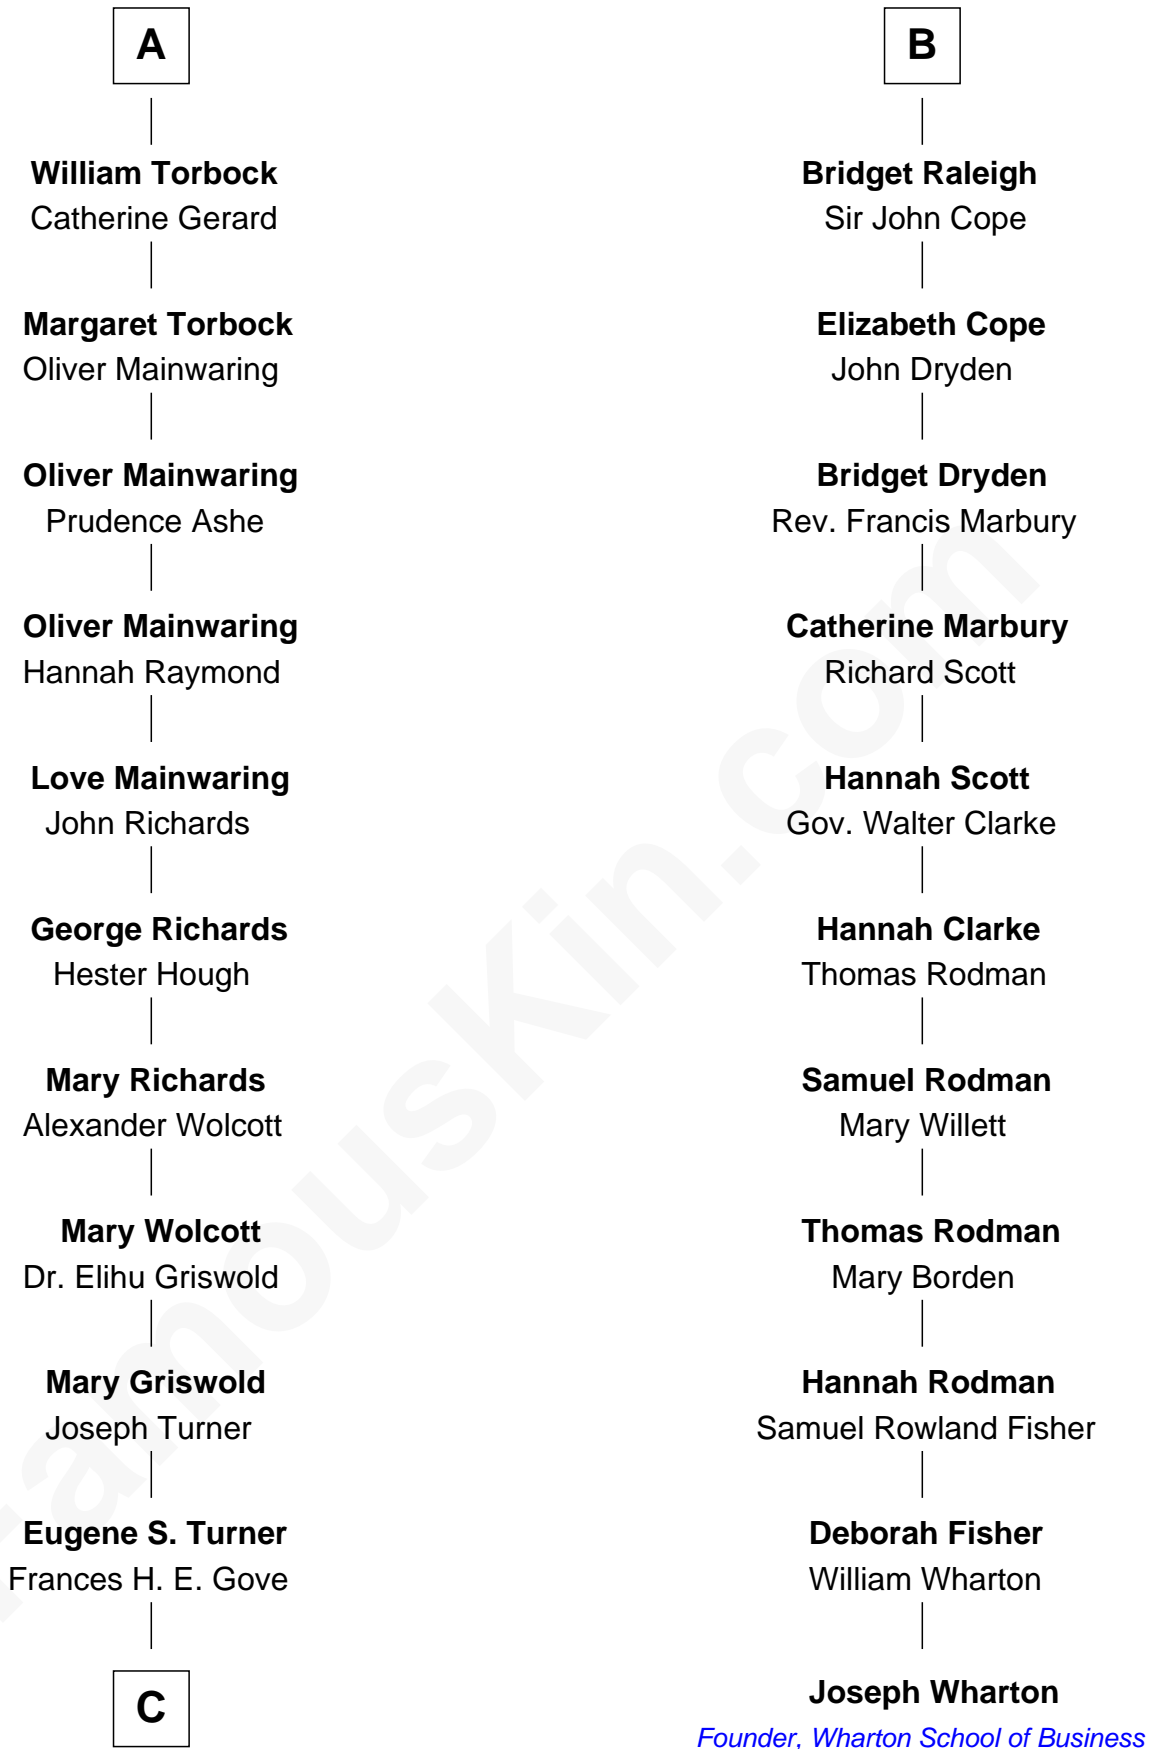 A
William Torbock
Catherine Gerard
Margaret Torbock
Oliver Mainwaring
Oliver Mainwaring
Prudence Ashe
Oliver Mainwaring
Hannah Raymond
Love Mainwaring
John Richards
George Richards
Hester Hough
Mary Richards
Alexander Wolcott
Mary Wolcott
Dr. Elihu Griswold
Mary Griswold
Joseph Turner
Eugene S. Turner
Frances H. E. Gove
C
B
Bridget Raleigh
Sir John Cope
Elizabeth Cope
John Dryden
Bridget Dryden
Rev. Francis Marbury
Catherine Marbury
Richard Scott
Hannah Scott
Gov. Walter Clarke
Hannah Clarke
Thomas Rodman
Samuel Rodman
Mary Willett
Thomas Rodman
Mary Borden
Hannah Rodman
Samuel Rowland Fisher
Deborah Fisher
William Wharton
Joseph Wharton
Founder, Wharton School of Business
FamousKin.com